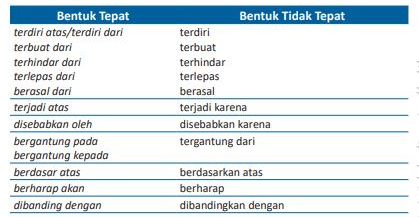 Bentuk Tepat Bentuk Tidak Tepat
terdiri atas/terdiri dari terdiri
terbuat dari terbuat
terhindar dari terhindar
terlepas dari terlepas
berasal dari berasal
terjadi atas terjadi karena
disebabkan oleh disebabkan karena
bergantung pada tergantung dari
bergantung kepada
berdasar atas berdasarkan atas
berharap akan berharap
dibanding dengan dibandingkan dengan